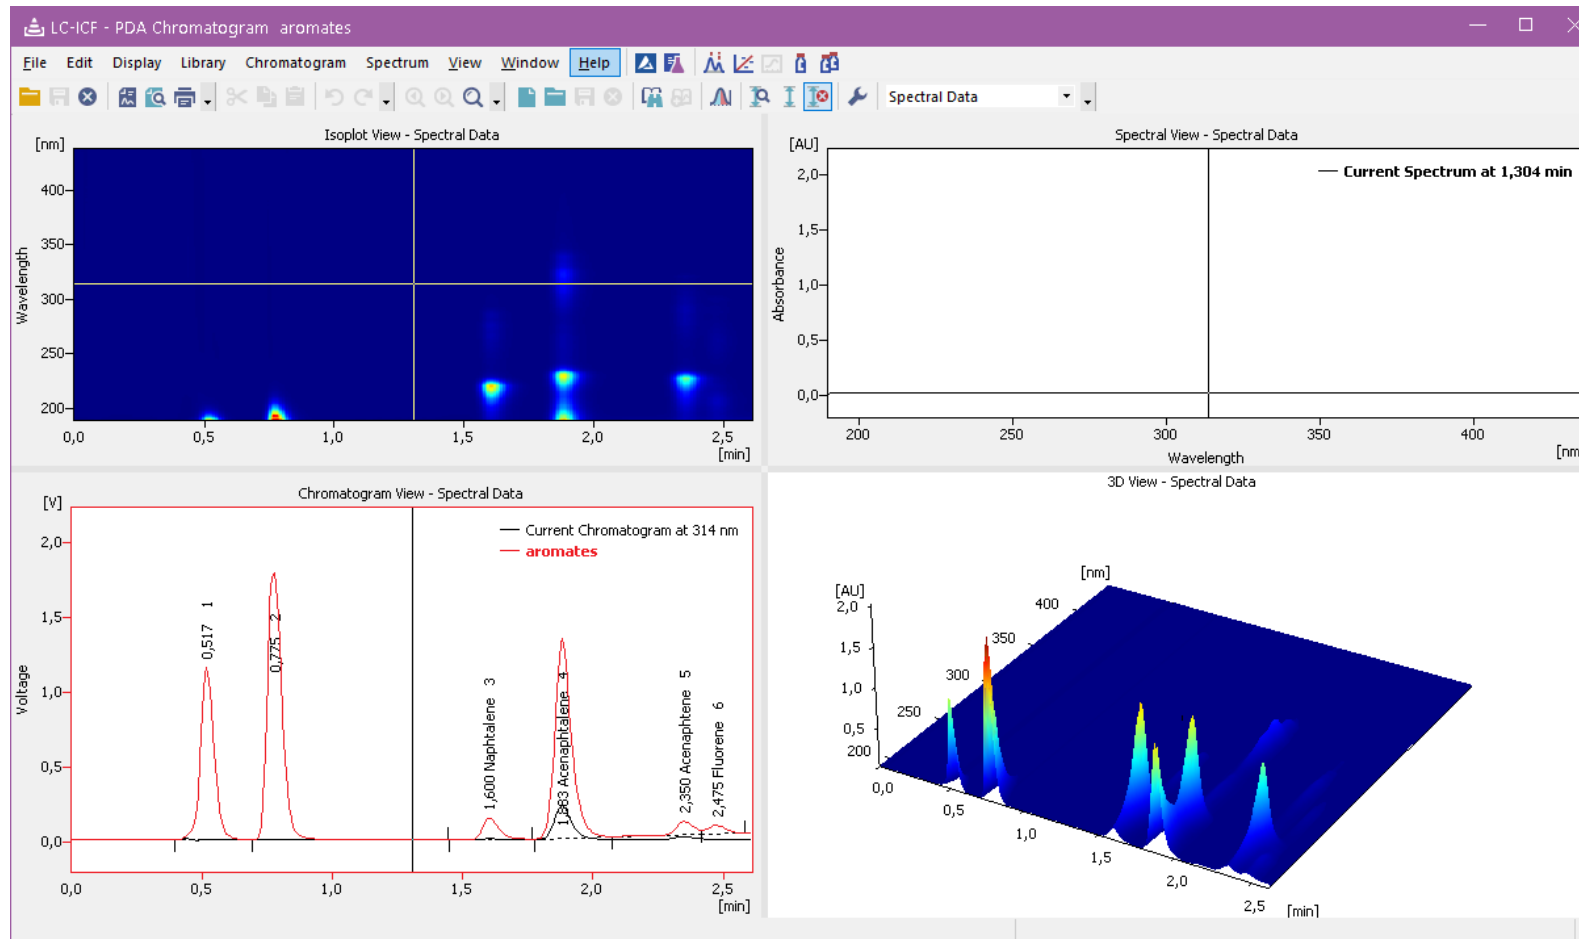 LC-ICF - PDA Chromatogram  aromates
File Edit Display Library Chromatogram Spectrum View Window Help
Spectral Data
Isoplot View - Spectral Data
[nm]
Wavelength
400
350
300
250
200
0,0 0,5 1,0 1,5 2,0 2,5
[min]
Spectral View - Spectral Data
[AU]
Absorbance
Current Spectrum at 1,304 min
2,0
1,5
1,0
0,5
0,0
200 250 300 350 400
Wavelength
[nm
Chromatogram View - Spectral Data
[V]
Voltage
Current Chromatogram at 314 nm
aromates
2,0
1,5
1,0
0,5
0,0
0,517 1
0,775 2
1,600 Naphtalene 3
1,883 Acenaphtalene 4
2,350 Acenaphtene 5
2,475 Fluorene 6
0,0 0,5 1,0 1,5 2,0 2,5
[min]
3D View - Spectral Data
[nm]
[AU]
2,0
1,5
1,0
0,5
400
350
300
250
200
0,0
0,5
1,0
1,5
2,0
2,5
[min]